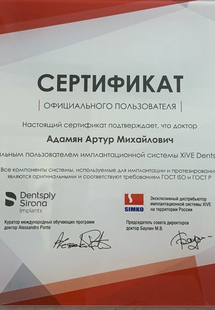 СЕРТИФИКАТ
ОФИЦИАЛЬНОГО ПОЛЬЗОВАТЕЛЯ
Настоящий сертификат подтверждает, что доктор
Адамян Артур Михайлович
льным пользователем имплантационной системы XiVE Dents
Все компоненты системы, используемые для имплантации и протезирования
являются оригинальными и соответствуют требованиям ГОСТ ISO и ГОСТ Р
Dentsply
Sirona
Implants
SIMKO
Эксклюзивный дистрибьютор
имплантационной системы XiVE
на территории России
Куратор международных обучающих программ
доктор Alessandro Ponte
Председатель совета директоров
доктор Баулин М.В.